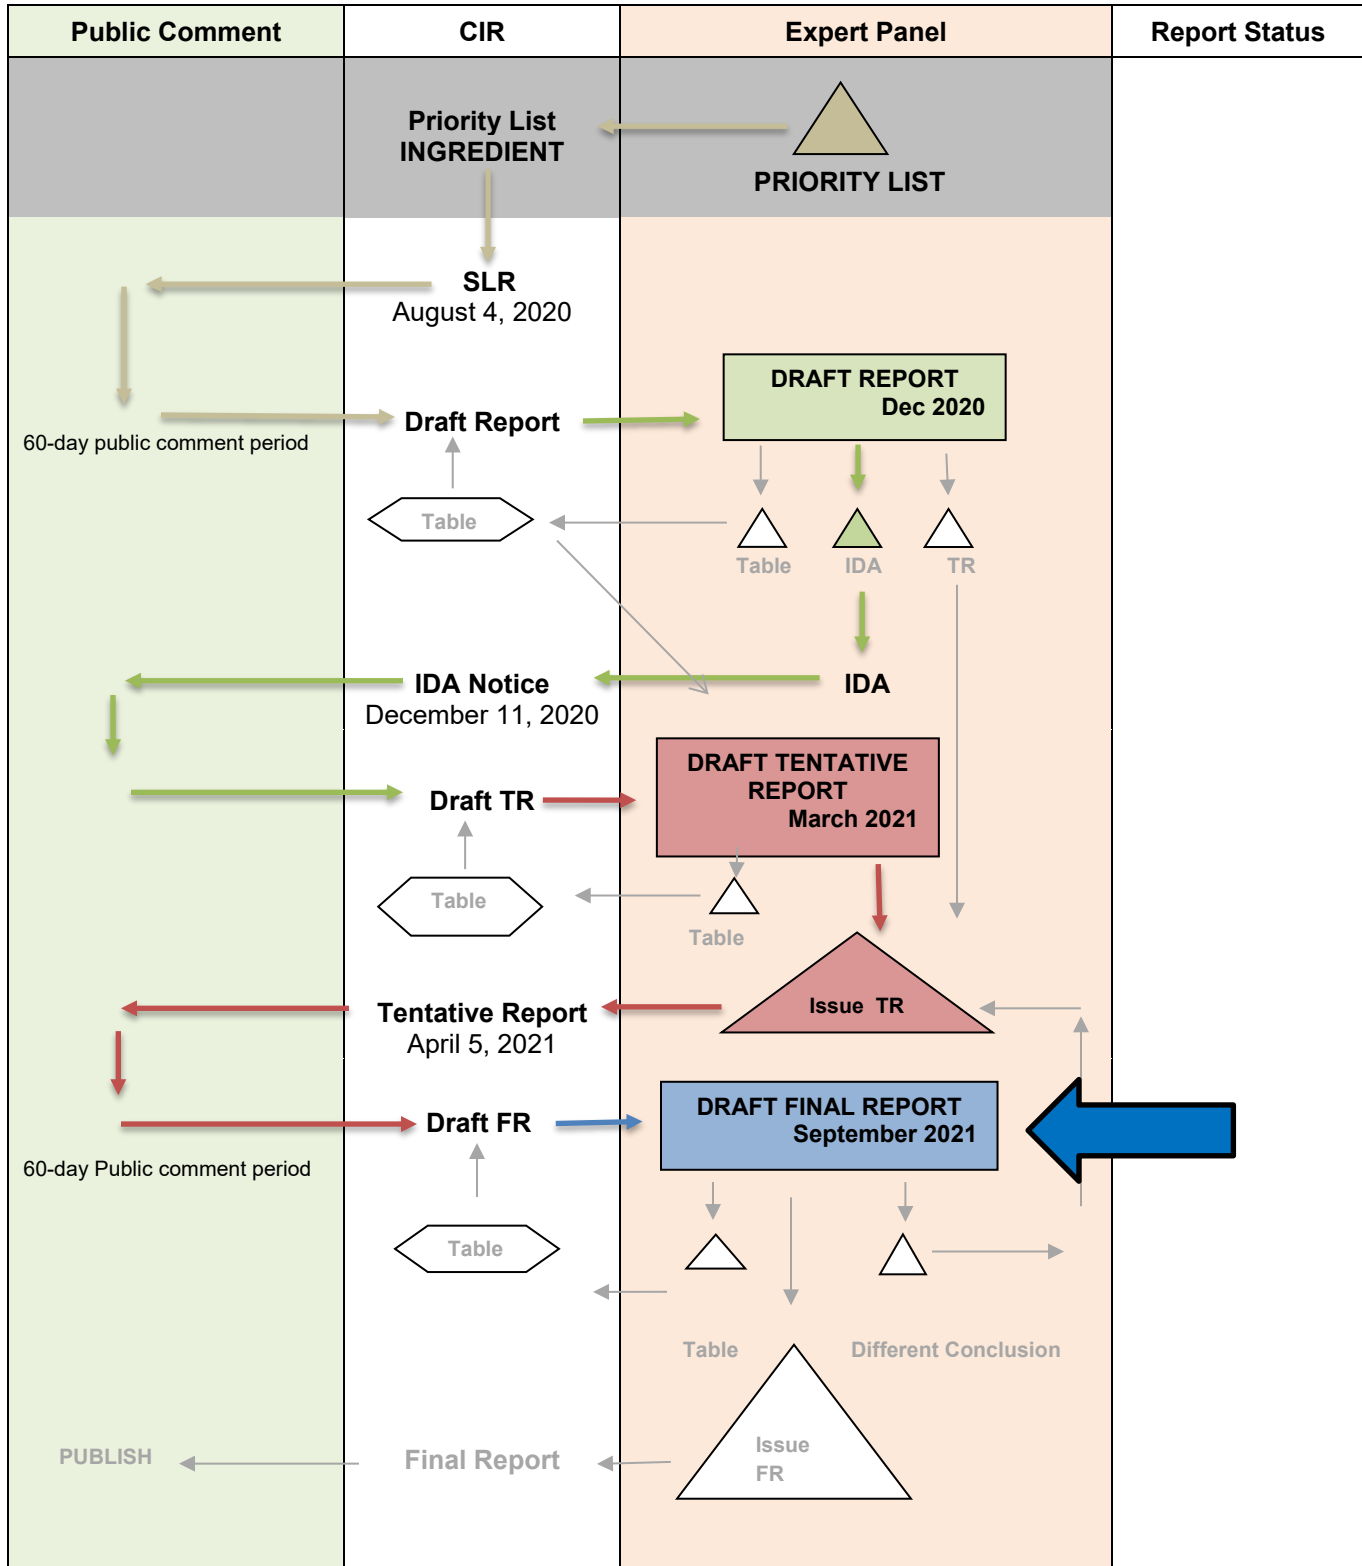 Public Comment
CIR
Expert Panel
Report Status
Priority List
INGREDIENT
PRIORITY LIST
SLR
August 4, 2020
60-day public comment period
Draft Report
DRAFT REPORT
Dec 2020
Table
Table
IDA
TR
IDA Notice
December 11, 2020
IDA
Draft TR
DRAFT TENTATIVE
REPORT
March 2021
Table
Table
Tentative Report
April 5, 2021
Issue TR
60-day Public comment period
Draft FR
DRAFT FINAL REPORT
September 2021
Table
Table
Different Conclusion
PUBLISH
Final Report
Issue
FR